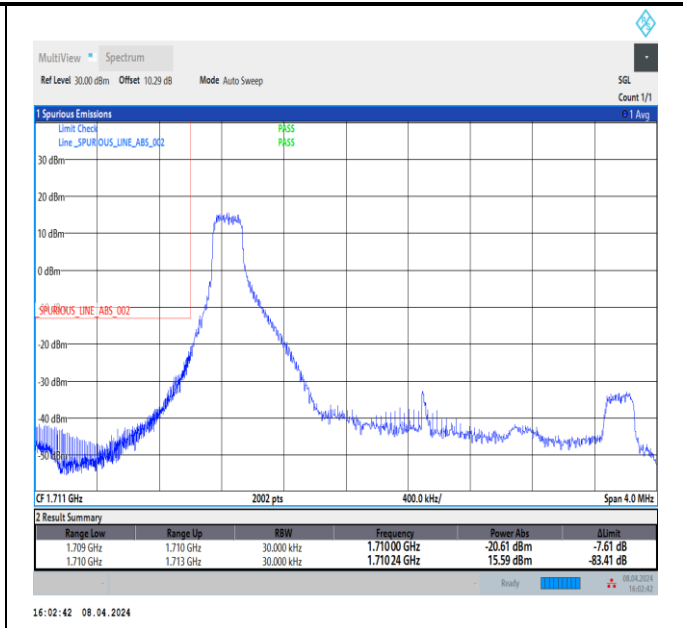 MultiView Spectrum
Ref Level 30.00 dBm Offset 10.29 dB Mode Auto Sweep SGL
Count 1/1
1 Spurious Emissions 1 Avg
Limit Check PASS
Line _SPURIOUS_LINE_ABS_002 PASS
30 dBm
20 dBm
10 dBm
0 dBm
_SPURIOUS_LINE_ABS_002
-20 dBm
-30 dBm
-40 dBm
-50 dBm
CF 1.711 GHz 2002 pts 400.0 kHz/ Span 4.0 MHz
2 Result Summary
Range Low Range Up RBW Frequency Power Abs ΔLimit
1.709 GHz 1.710 GHz 30.000 kHz 1.71000 GHz -20.61 dBm -7.61 dB
1.710 GHz 1.713 GHz 30.000 kHz 1.71024 GHz 15.59 dBm -83.41 dB
Ready 08.04.2024
16:02:42
16:02:42 08.04.2024